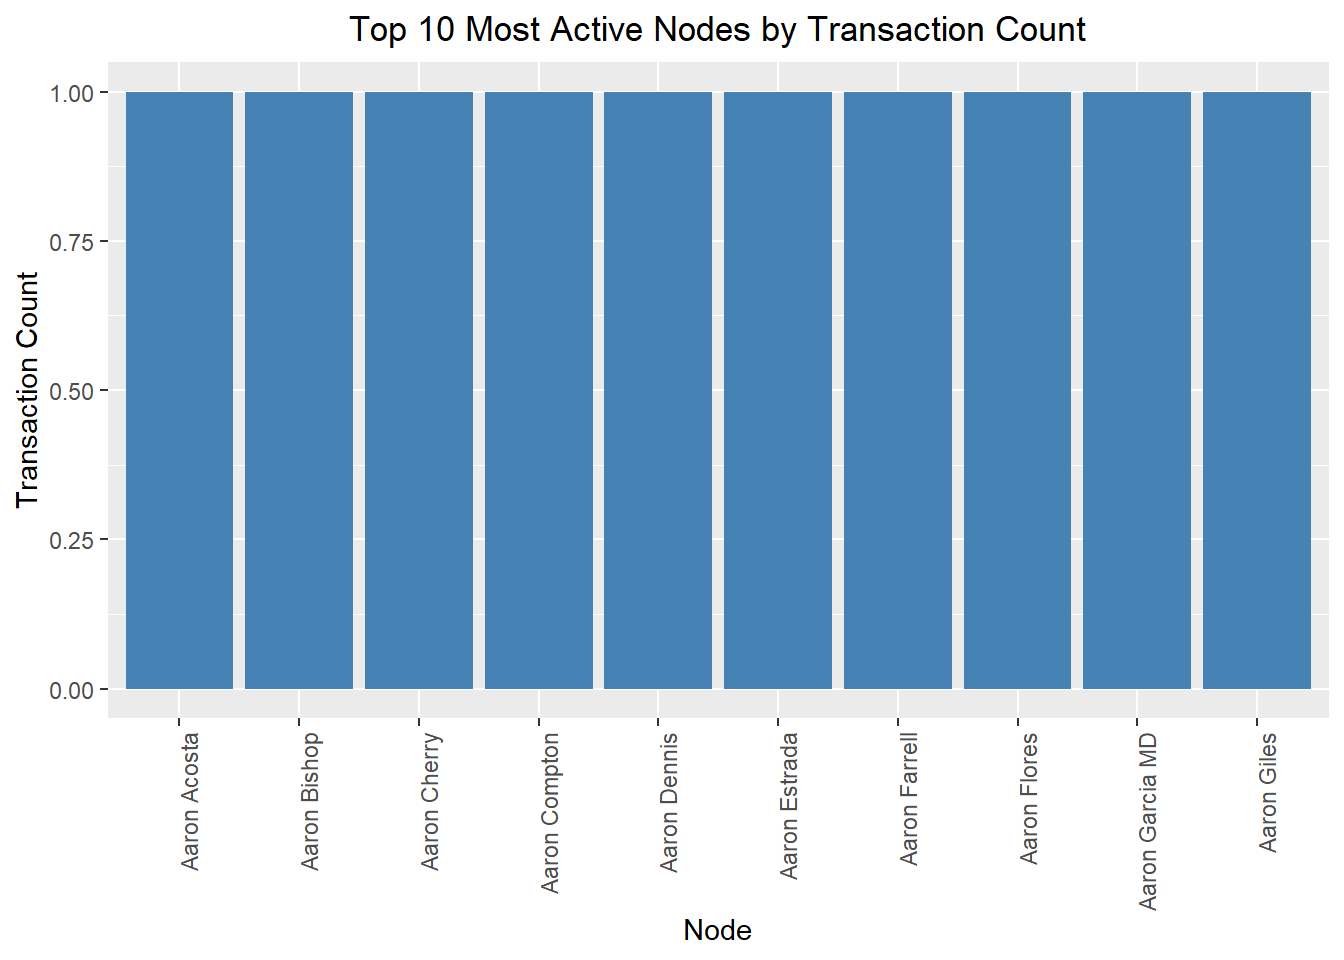 Top 10 Most Active Nodes by Transaction Count
Transaction Count
1.00
0.75
0.50
0.25
0.00
Aaron Acosta
Aaron Bishop
Aaron Cherry
Aaron Compton
Aaron Dennis
Aaron Estrada
Aaron Farrell
Aaron Flores
Aaron Garcia MD
Aaron Giles
Node